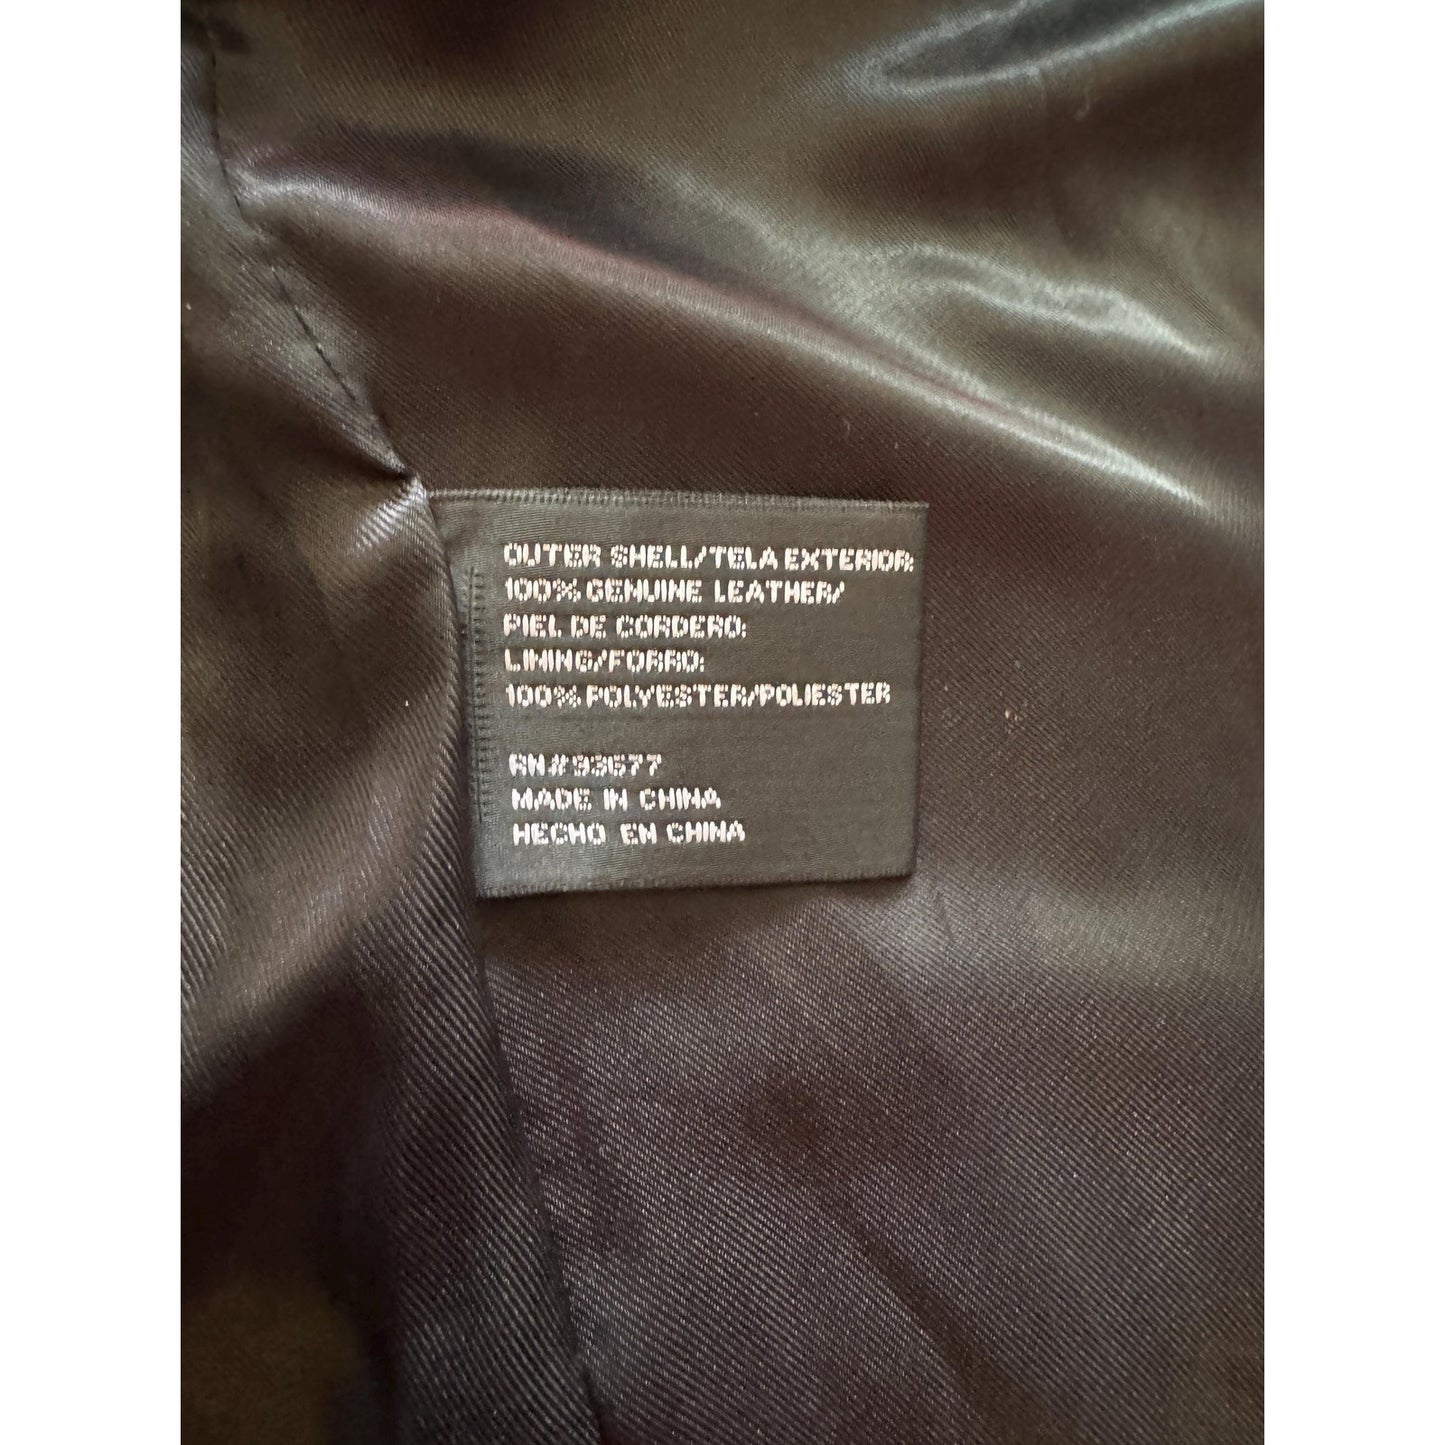 OUTER SHELL/TELA EXTERIOR:
100% GENUINE LEATHER/
PIEL DE CORDERO:
LINING/FORRO:
100% POLYESTER/POLIESTER
RN#93677
MADE IN CHINA
HECHO EN CHINA